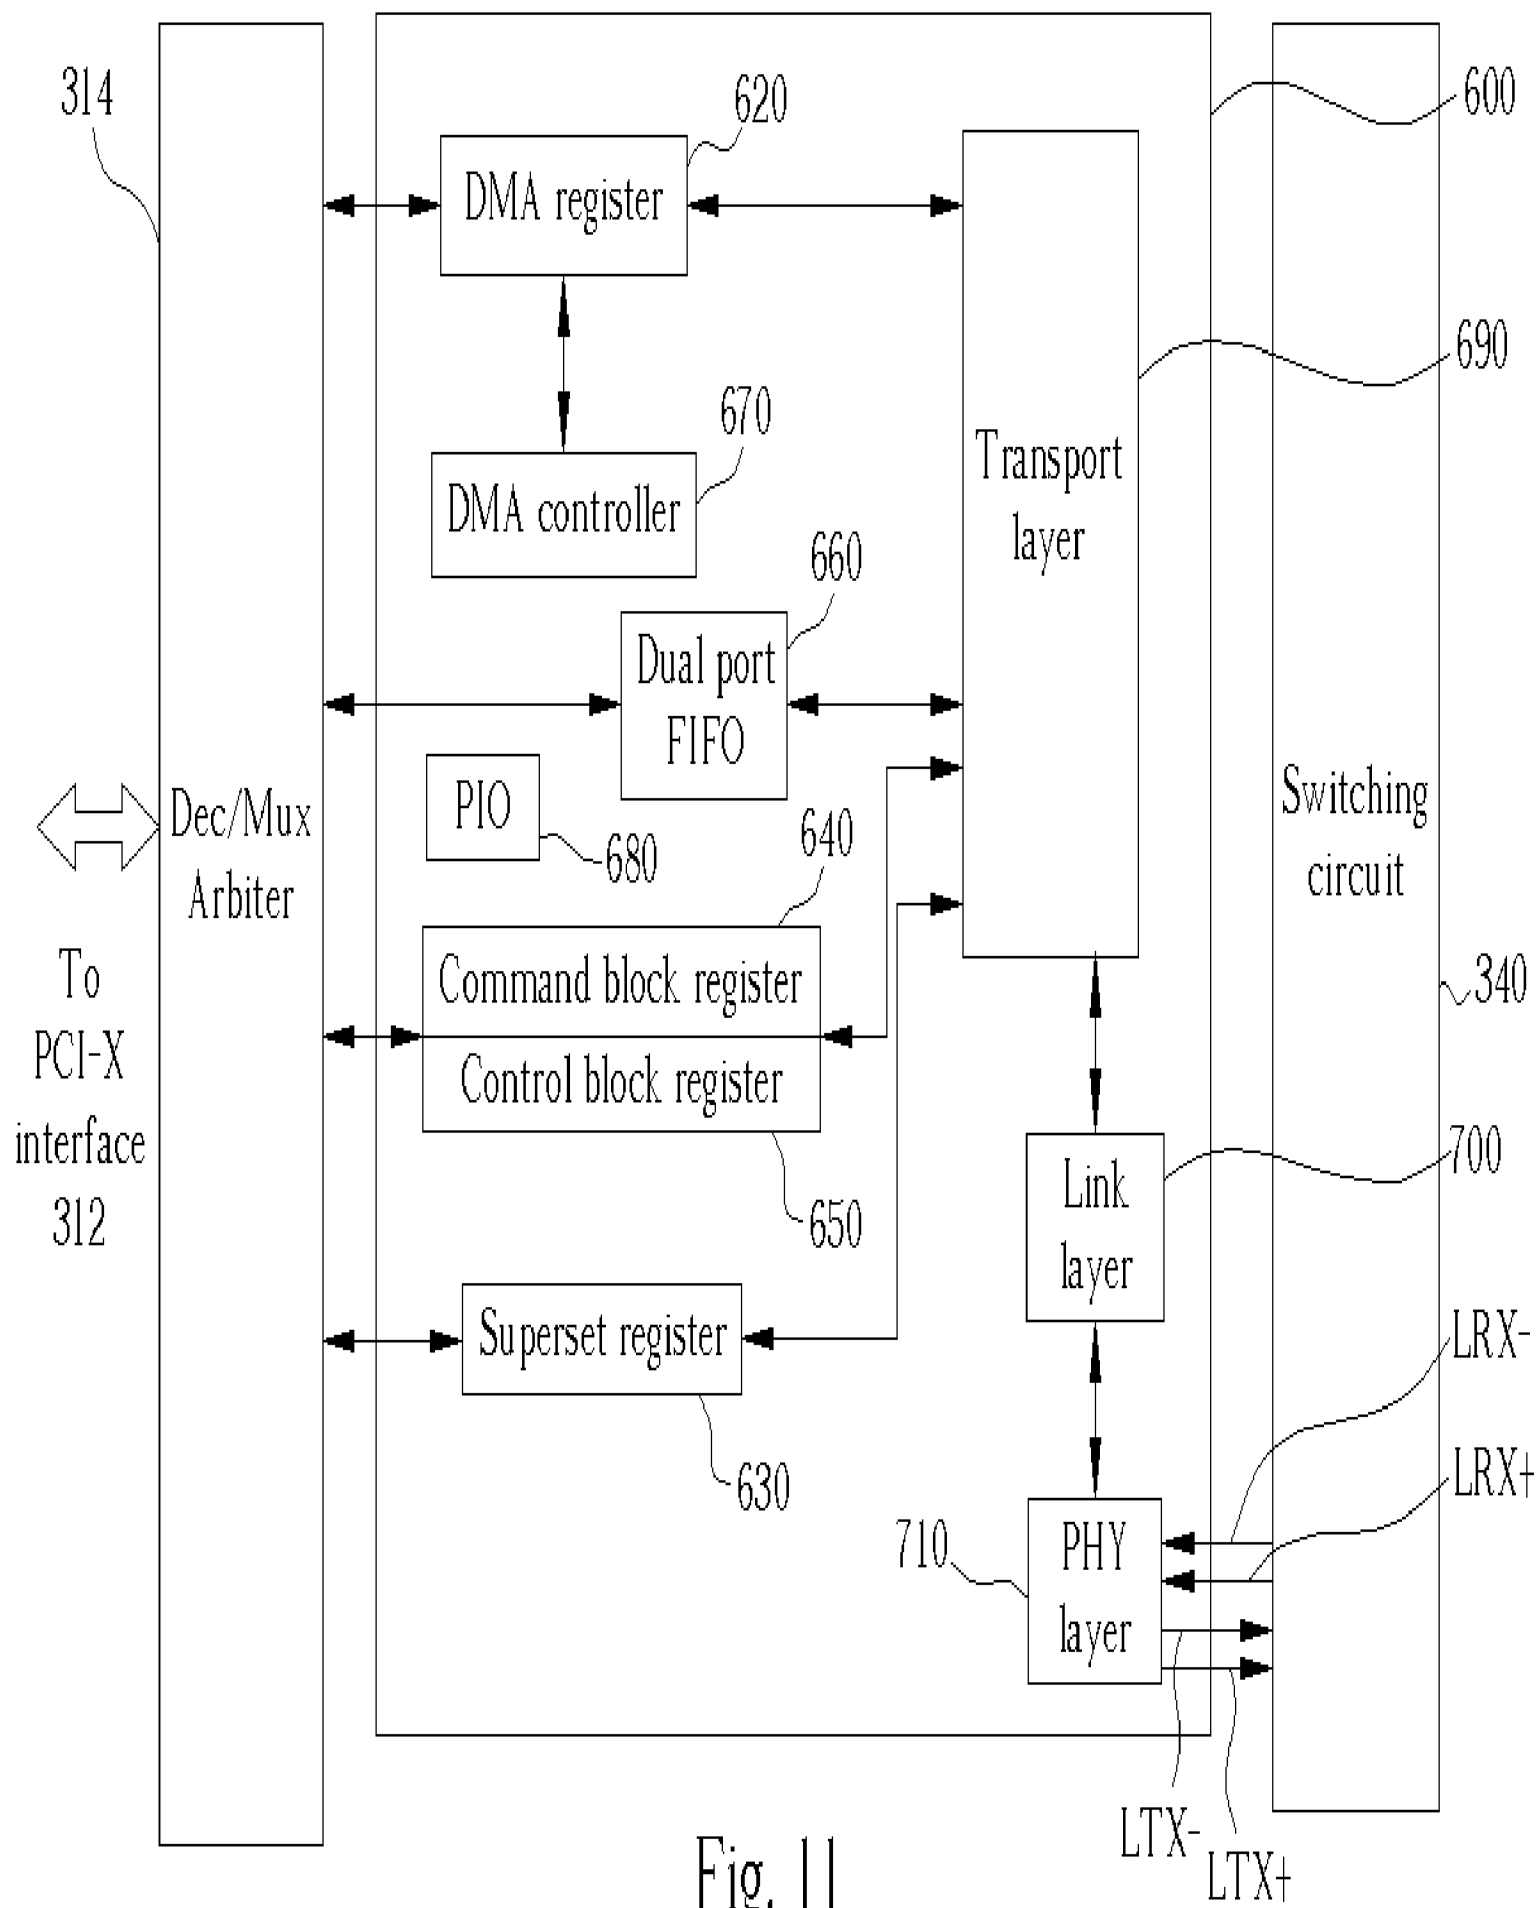 314
620
600
DMA register
690
670
Transport
layer
DMA controller
660
Dual port
FIFO
PIO
680
640
Dec/Mux
Arbiter
Switching
circuit
To
PCI-X
interface
312
Command block register
Control block register
340
650
700
Link
layer
Superset register
630
LRX-
LRX+
710
PHY
layer
LTX-
LTX+
Fig. 11